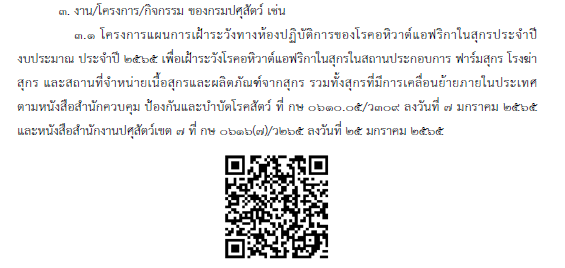 ๓. งาน/โครงการ/กิจกรรม ของกรมปศุสัตว์ เช่น
๓.๑ โครงการแผนการเฝ้าระวังทางห้องปฏิบัติการของโรคอหิวาต์แอฟริกาในสุกรประจำปี
งบประมาณ ประจำปี ๒๕๖๕ เพื่อเฝ้าระวังโรคอหิวาต์แอฟริกาในสุกรในสถานประกอบการ ฟาร์มสุกร โรงฆ่า
สุกร และสถานที่จำหน่ายเนื้อสุกรและผลิตภัณฑ์จากสุกร รวมทั้งสุกรที่มีการเคลื่อนย้ายภายในประเทศ
ตามหนังสือสำนักควบคุม ป้องกันและบำบัดโรคสัตว์ ที่ กษ ๐๖๑๐.๐๕/ว๓๐๙ ลงวันที่ ๗ มกราคม ๒๕๖๕
และหนังสือสำนักงานปศุสัตว์เขต ๗ ที่ กษ ๐๖๑๖(๗)/ว๒๖๕ ลงวันที่ ๒๕ มกราคม ๒๕๖๕